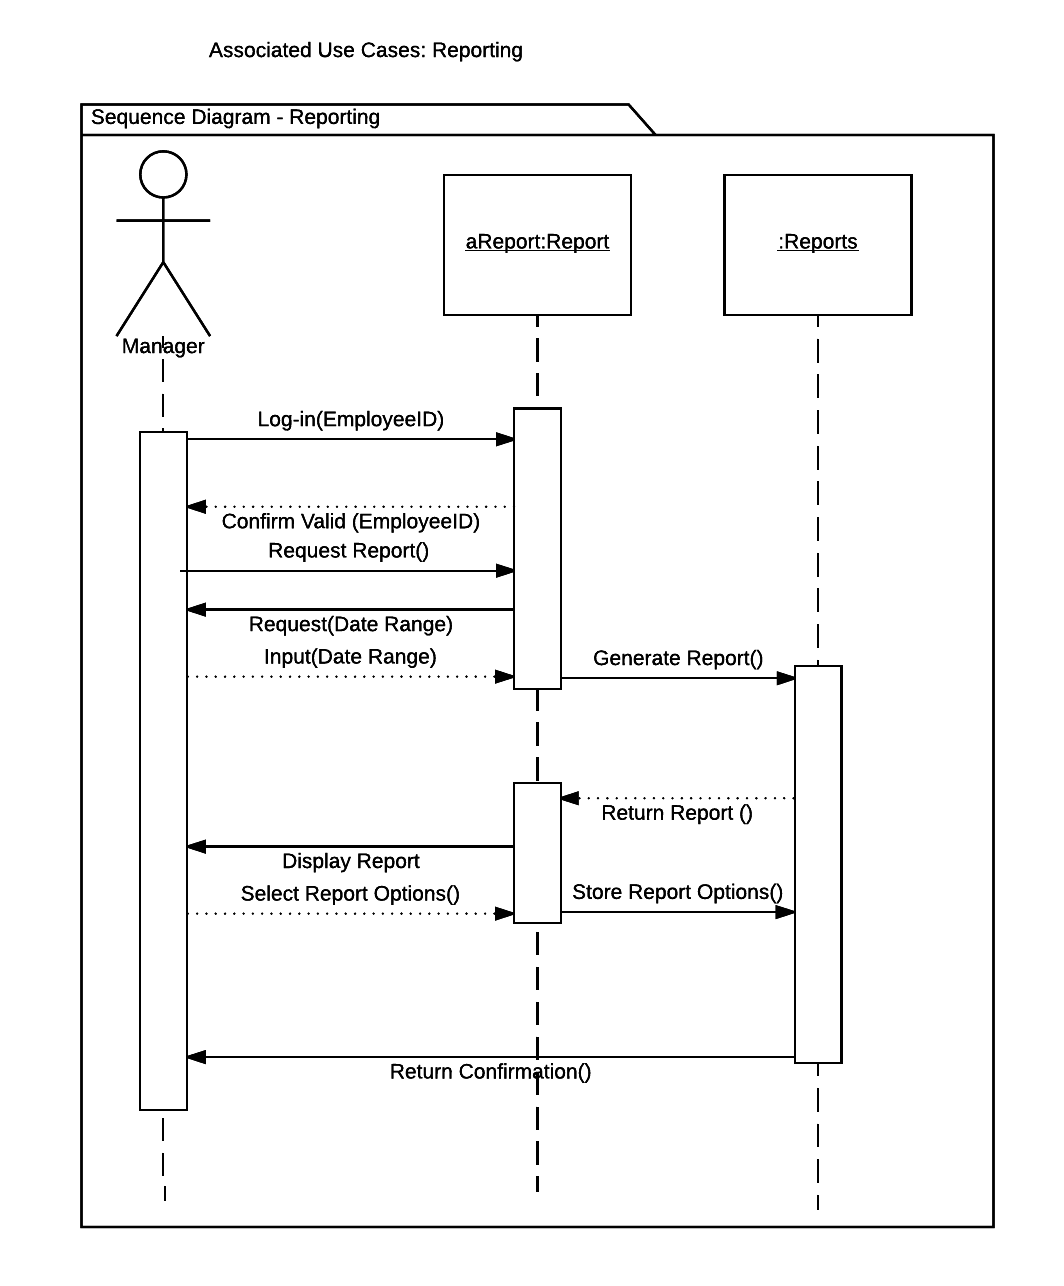 Associated Use Cases: Reporting
Sequence Diagram - Reporting
aReport:Report
:Reports
Manager
Log-in(EmployeeID)
Confirm Valid (EmployeeID)
Request Report()
Request(Date Range)
Input(Date Range)
Generate Report()
Return Report ()
Display Report
Select Report Options()
Store Report Options()
Return Confirmation()